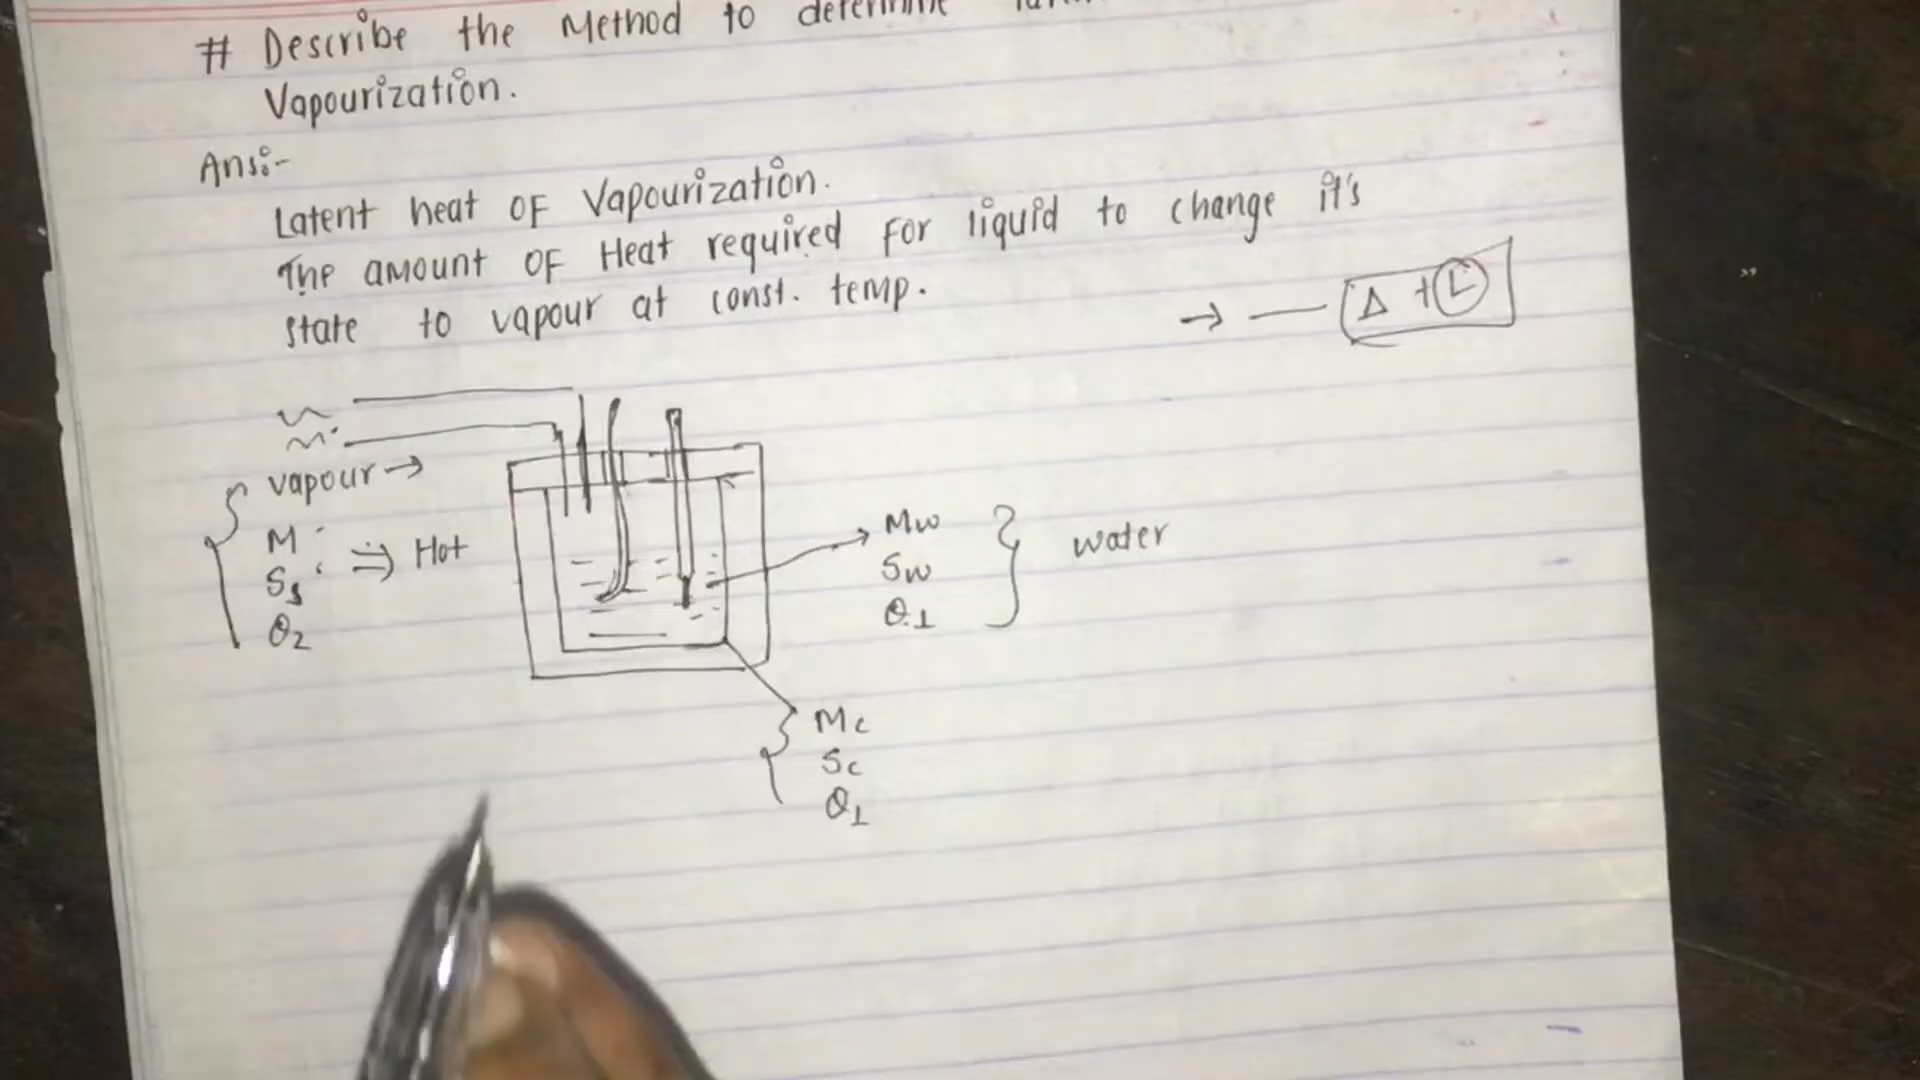 # Describe the Method to determine
Vapourization.
Ans:-
Latent heat OF Vapourization.
The amount OF Heat required For liquid to change it's
state to vapour at const. temp.
→ — Δ + L
vapour →
M
Ss ⇒ Hot
θ2
Mw
Sw
θ1
water
Mc
Sc
θ1